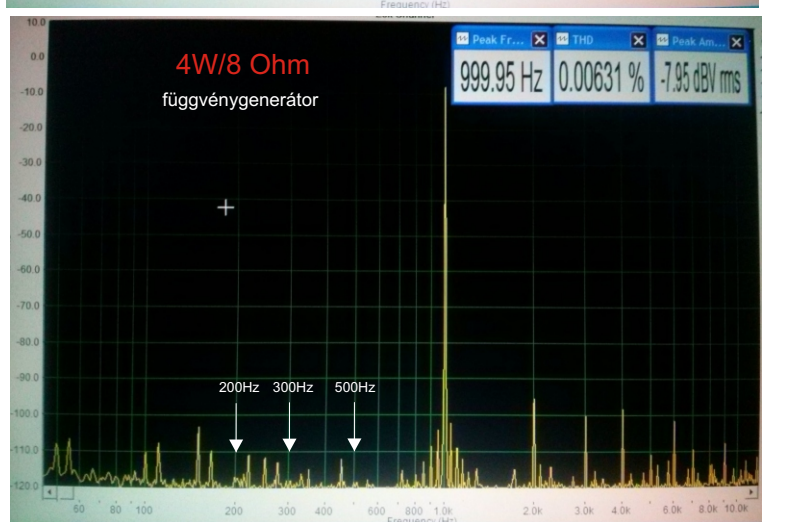 Frequency (Hz)
10.0
0.0
-10.0
-20.0
-30.0
-40.0
-50.0
-60.0
-70.0
-80.0
-90.0
-100.0
-110.0
-120.0
4W/8 Ohm
függvénygenerátor
Peak Fr...
999.95 Hz
THD
0.00631 %
Peak Am...
-7.95 dBV rms
200Hz 300Hz 500Hz
50 80 100 200 300 400 600 800 1.0k 2.0k 3.0k 4.0k 6.0k 8.0k 10.0k
Frequency (Hz)